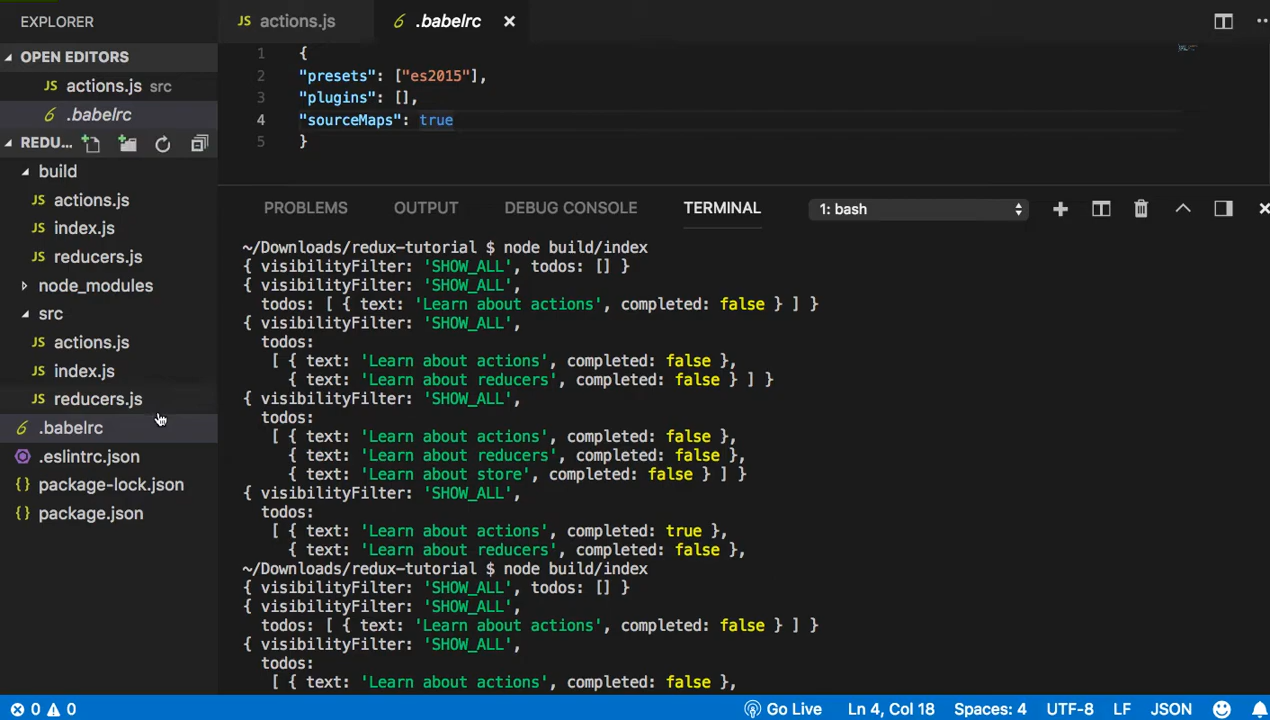 EXPLORER
OPEN EDITORS
JS actions.js src
.babelrc
REDU...
build
JS actions.js
JS index.js
JS reducers.js
node_modules
src
JS actions.js
JS index.js
JS reducers.js
.babelrc
.eslintrc.json
{} package-lock.json
{} package.json
JS actions.js
.babelrc
1 {
2 "presets": ["es2015"],
3 "plugins": [],
4 "sourceMaps": true
5 }
PROBLEMS OUTPUT DEBUG CONSOLE TERMINAL 1: bash
~/Downloads/redux-tutorial $ node build/index
{ visibilityFilter: 'SHOW_ALL', todos: [] }
{ visibilityFilter: 'SHOW_ALL',
todos: [ { text: 'Learn about actions', completed: false } ] }
{ visibilityFilter: 'SHOW_ALL',
todos:
[ { text: 'Learn about actions', completed: false },
{ text: 'Learn about reducers', completed: false } ] }
{ visibilityFilter: 'SHOW_ALL',
todos:
[ { text: 'Learn about actions', completed: false },
{ text: 'Learn about reducers', completed: false },
{ text: 'Learn about store', completed: false } ] }
{ visibilityFilter: 'SHOW_ALL',
todos:
[ { text: 'Learn about actions', completed: true },
{ text: 'Learn about reducers', completed: false },
~/Downloads/redux-tutorial $ node build/index
{ visibilityFilter: 'SHOW_ALL', todos: [] }
{ visibilityFilter: 'SHOW_ALL',
todos: [ { text: 'Learn about actions', completed: false } ] }
{ visibilityFilter: 'SHOW_ALL',
todos:
[ { text: 'Learn about actions', completed: false },
0 0 Go Live Ln 4, Col 18 Spaces: 4 UTF-8 LF JSON